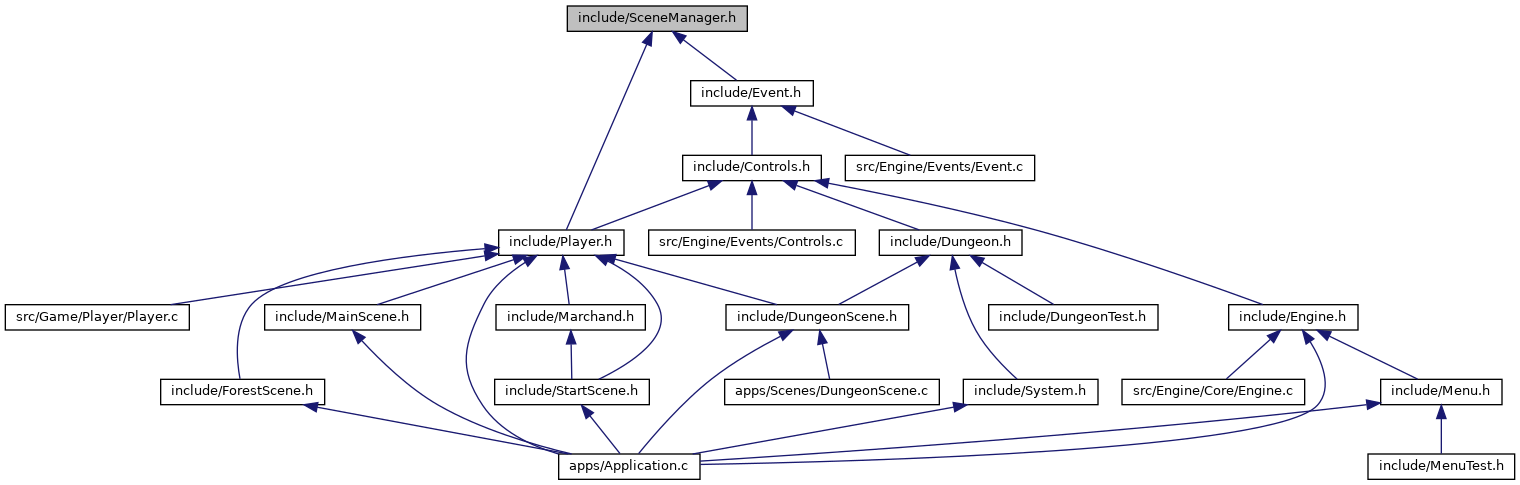 include/SceneManager.h
include/Event.h
include/Controls.h
src/Engine/Events/Event.c
include/Player.h
src/Engine/Events/Controls.c
include/Dungeon.h
src/Game/Player/Player.c
include/MainScene.h
include/Marchand.h
include/DungeonScene.h
include/DungeonTest.h
include/Engine.h
include/ForestScene.h
include/StartScene.h
apps/Scenes/DungeonScene.c
include/System.h
src/Engine/Core/Engine.c
include/Menu.h
apps/Application.c
include/MenuTest.h